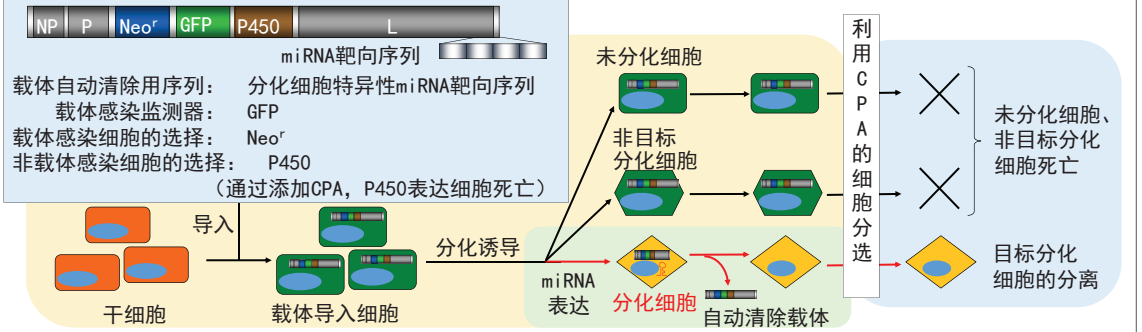 NP P Neoʳ GFP P450 L
miRNA靶向序列
载体自动清除用序列： 分化细胞特异性miRNA靶向序列
载体感染监测器： GFP
载体感染细胞的选择： Neoʳ
非载体感染细胞的选择： P450
（通过添加CPA，P450表达细胞死亡）
导入
干细胞
载体导入细胞
分化诱导
未分化细胞
非目标
分化细胞
miRNA
表达
分化细胞
自动清除载体
利用CPA的细胞分选
未分化细胞、
非目标分化
细胞死亡
目标分化
细胞的分离